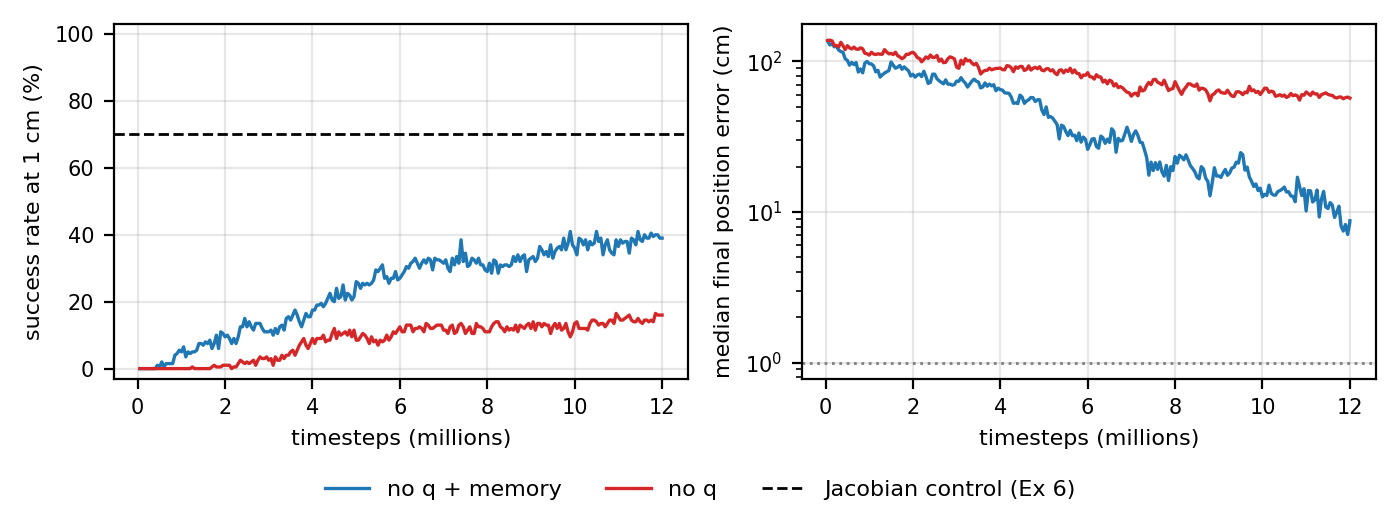 success rate at 1 cm (%)
100
80
60
40
20
0
0 2 4 6 8 10 12
timesteps (millions)
median final position error (cm)
10²
10¹
10⁰
0 2 4 6 8 10 12
timesteps (millions)
no q + memory no q Jacobian control (Ex 6)